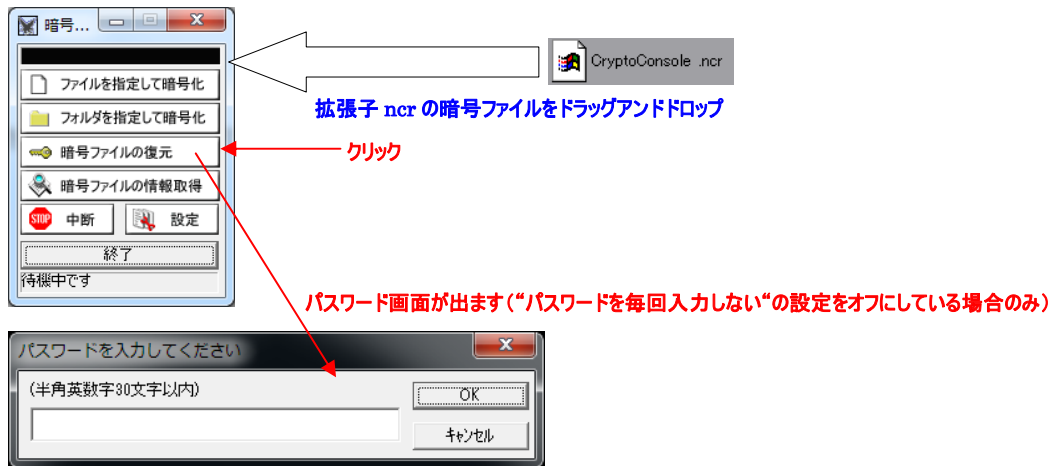 暗号...
ファイルを指定して暗号化
フォルダを指定して暗号化
暗号ファイルの復元
暗号ファイルの情報取得
STOP 中断 設定
終了
待機中です
CryptoConsole .ncr
拡張子 ncr の暗号ファイルをドラッグアンドドロップ
クリック
パスワード画面が出ます(“パスワードを毎回入力しない“の設定をオフにしている場合のみ)
パスワードを入力してください
(半角英数字30文字以内)
OK
キャンセル